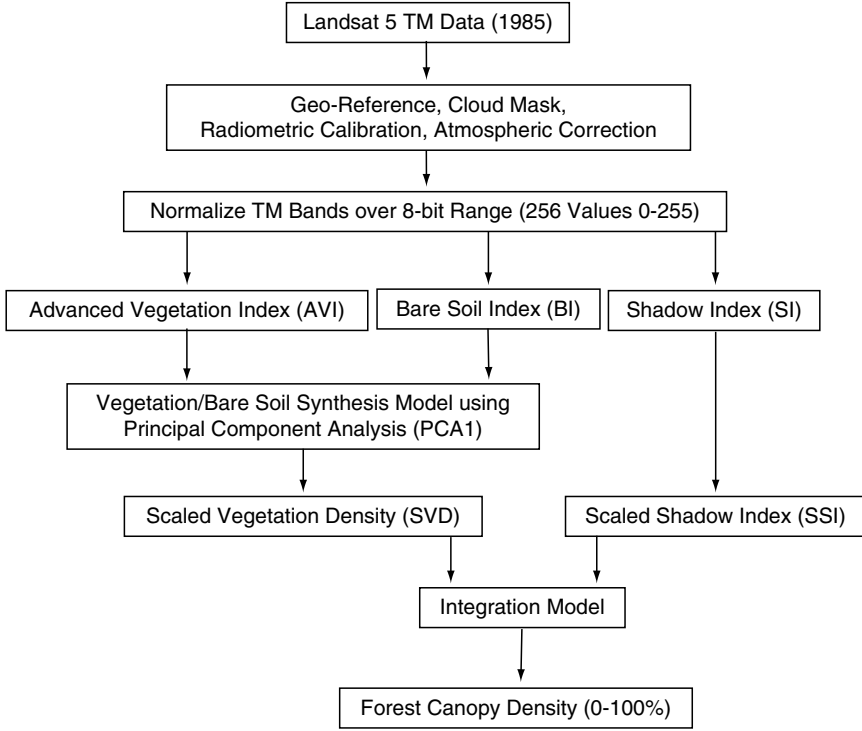 Landsat 5 TM Data (1985)
Geo-Reference, Cloud Mask,
Radiometric Calibration, Atmospheric Correction
Normalize TM Bands over 8-bit Range (256 Values 0-255)
Advanced Vegetation Index (AVI)
Bare Soil Index (BI)
Shadow Index (SI)
Vegetation/Bare Soil Synthesis Model using
Principal Component Analysis (PCA1)
Scaled Vegetation Density (SVD)
Scaled Shadow Index (SSI)
Integration Model
Forest Canopy Density (0-100%)